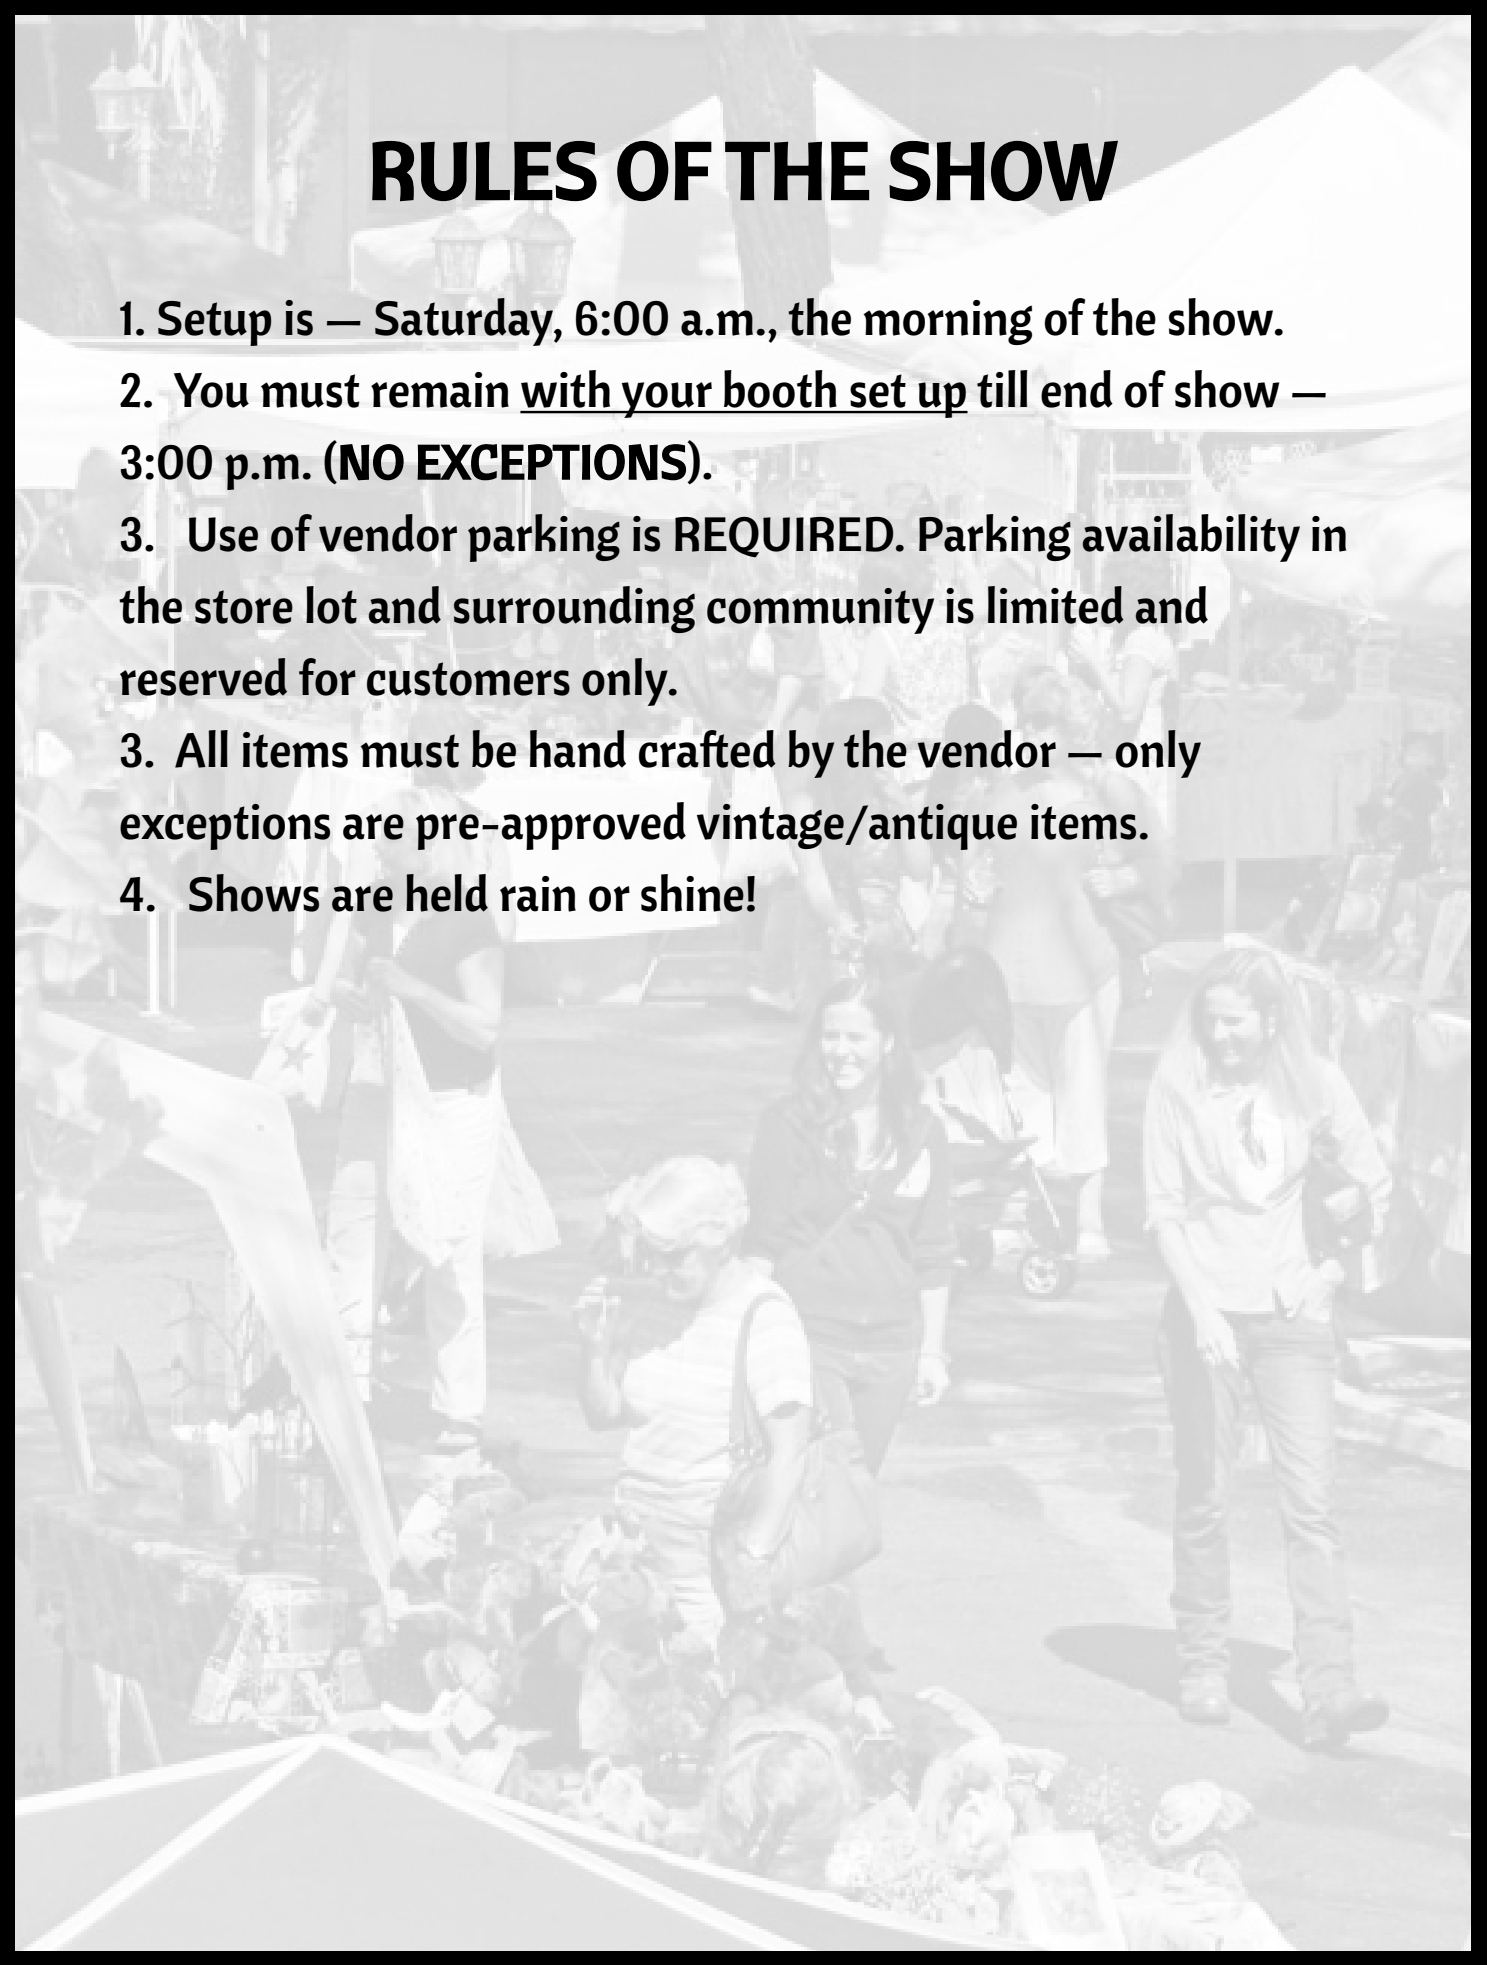 RULES OF THE SHOW
1. Setup is — Saturday, 6:00 a.m., the morning of the show.
2. You must remain with your booth set up till end of show —
3:00 p.m. (NO EXCEPTIONS).
3. Use of vendor parking is REQUIRED. Parking availability in
the store lot and surrounding community is limited and
reserved for customers only.
3. All items must be hand crafted by the vendor — only
exceptions are pre-approved vintage/antique items.
4. Shows are held rain or shine!